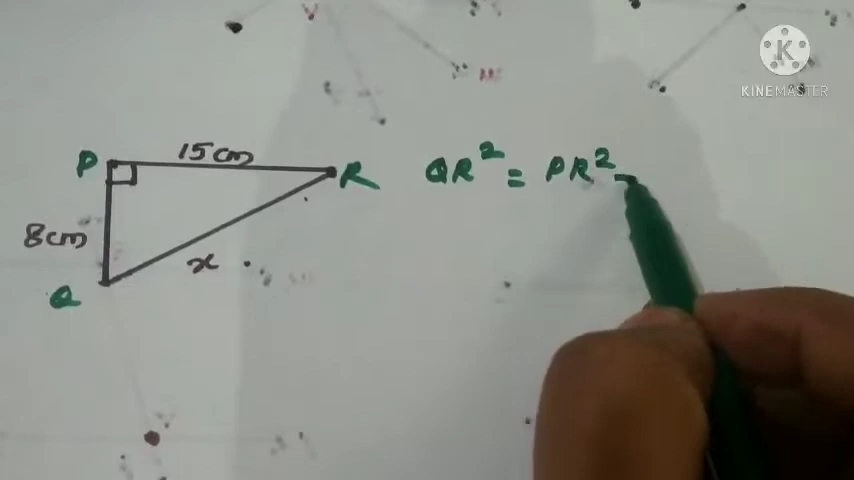 K
KINEMASTER
P 15cm R
QR² = PR² -
8cm
x
Q